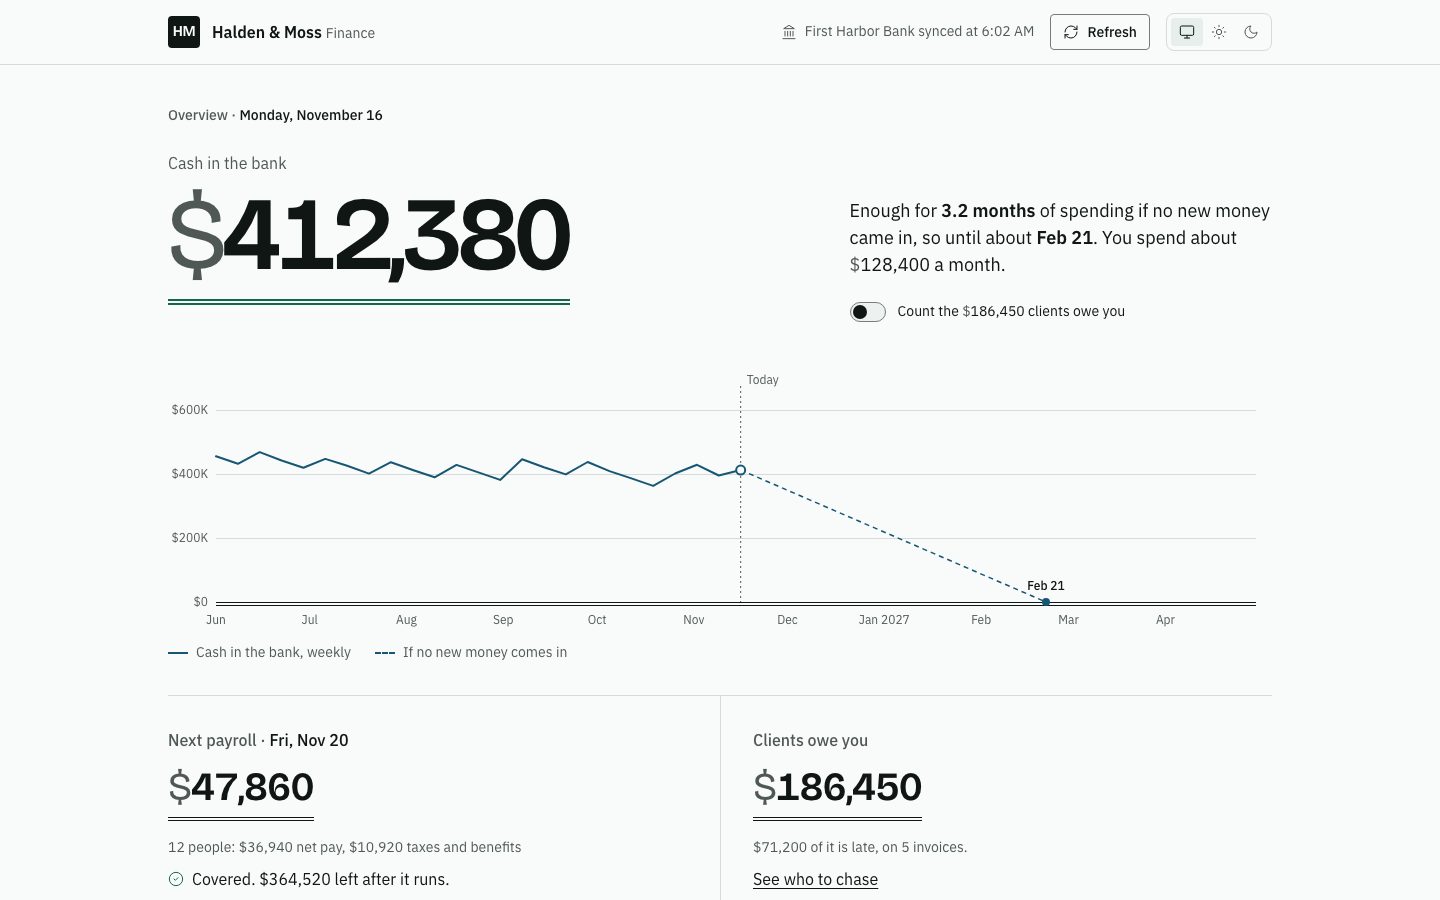 HM Halden & Moss Finance
First Harbor Bank synced at 6:02 AM
Refresh
Overview · Monday, November 16
Cash in the bank
$412,380
Enough for 3.2 months of spending if no new money
came in, so until about Feb 21. You spend about
$128,400 a month.
Count the $186,450 clients owe you
Today
$600K
$400K
$200K
$0
Feb 21
Jun Jul Aug Sep Oct Nov Dec Jan 2027 Feb Mar Apr
Cash in the bank, weekly
If no new money comes in
Next payroll · Fri, Nov 20
$47,860
12 people: $36,940 net pay, $10,920 taxes and benefits
Covered. $364,520 left after it runs.
Clients owe you
$186,450
$71,200 of it is late, on 5 invoices.
See who to chase